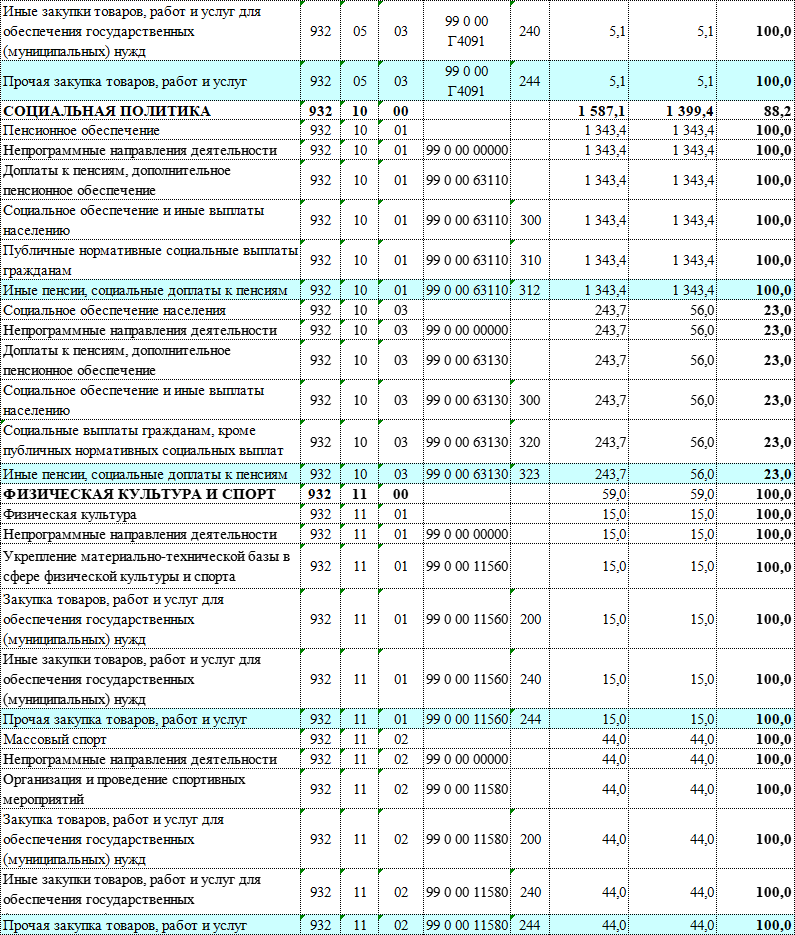 Иные закупки товаров, работ и услуг для
обеспечения государственных
(муниципальных) нужд 932 05 03 99 0 00 Г4091 240 5,1 5,1 100,0
Прочая закупка товаров, работ и услуг 932 05 03 99 0 00 Г4091 244 5,1 5,1 100,0
СОЦИАЛЬНАЯ ПОЛИТИКА 932 10 00 1 587,1 1 399,4 88,2
Пенсионное обеспечение 932 10 01 1 343,4 1 343,4 100,0
Непрограммные направления деятельности 932 10 01 99 0 00 00000 1 343,4 1 343,4 100,0
Доплаты к пенсиям, дополнительное
пенсионное обеспечение 932 10 01 99 0 00 63110 1 343,4 1 343,4 100,0
Социальное обеспечение и иные выплаты
населению 932 10 01 99 0 00 63110 300 1 343,4 1 343,4 100,0
Публичные нормативные социальные выплаты
гражданам 932 10 01 99 0 00 63110 310 1 343,4 1 343,4 100,0
Иные пенсии, социальные доплаты к пенсиям 932 10 01 99 0 00 63110 312 1 343,4 1 343,4 100,0
Социальное обеспечение населения 932 10 03 243,7 56,0 23,0
Непрограммные направления деятельности 932 10 03 99 0 00 00000 243,7 56,0 23,0
Доплаты к пенсиям, дополнительное
пенсионное обеспечение 932 10 03 99 0 00 63130 243,7 56,0 23,0
Социальное обеспечение и иные выплаты
населению 932 10 03 99 0 00 63130 300 243,7 56,0 23,0
Социальные выплаты гражданам, кроме
публичных нормативных социальных выплат 932 10 03 99 0 00 63130 320 243,7 56,0 23,0
Иные пенсии, социальные доплаты к пенсиям 932 10 03 99 0 00 63130 323 243,7 56,0 23,0
ФИЗИЧЕСКАЯ КУЛЬТУРА И СПОРТ 932 11 00 59,0 59,0 100,0
Физическая культура 932 11 01 15,0 15,0 100,0
Непрограммные направления деятельности 932 11 01 99 0 00 00000 15,0 15,0 100,0
Укрепление материально-технической базы в
сфере физической культуры и спорта 932 11 01 99 0 00 11560 15,0 15,0 100,0
Закупка товаров, работ и услуг для
обеспечения государственных
(муниципальных) нужд 932 11 01 99 0 00 11560 200 15,0 15,0 100,0
Иные закупки товаров, работ и услуг для
обеспечения государственных
(муниципальных) нужд 932 11 01 99 0 00 11560 240 15,0 15,0 100,0
Прочая закупка товаров, работ и услуг 932 11 01 99 0 00 11560 244 15,0 15,0 100,0
Массовый спорт 932 11 02 44,0 44,0 100,0
Непрограммные направления деятельности 932 11 02 99 0 00 00000 44,0 44,0 100,0
Организация и проведение спортивных
мероприятий 932 11 02 99 0 00 11580 44,0 44,0 100,0
Закупка товаров, работ и услуг для
обеспечения государственных
(муниципальных) нужд 932 11 02 99 0 00 11580 200 44,0 44,0 100,0
Иные закупки товаров, работ и услуг для
обеспечения государственных 932 11 02 99 0 00 11580 240 44,0 44,0 100,0
Прочая закупка товаров, работ и услуг 932 11 02 99 0 00 11580 244 44,0 44,0 100,0